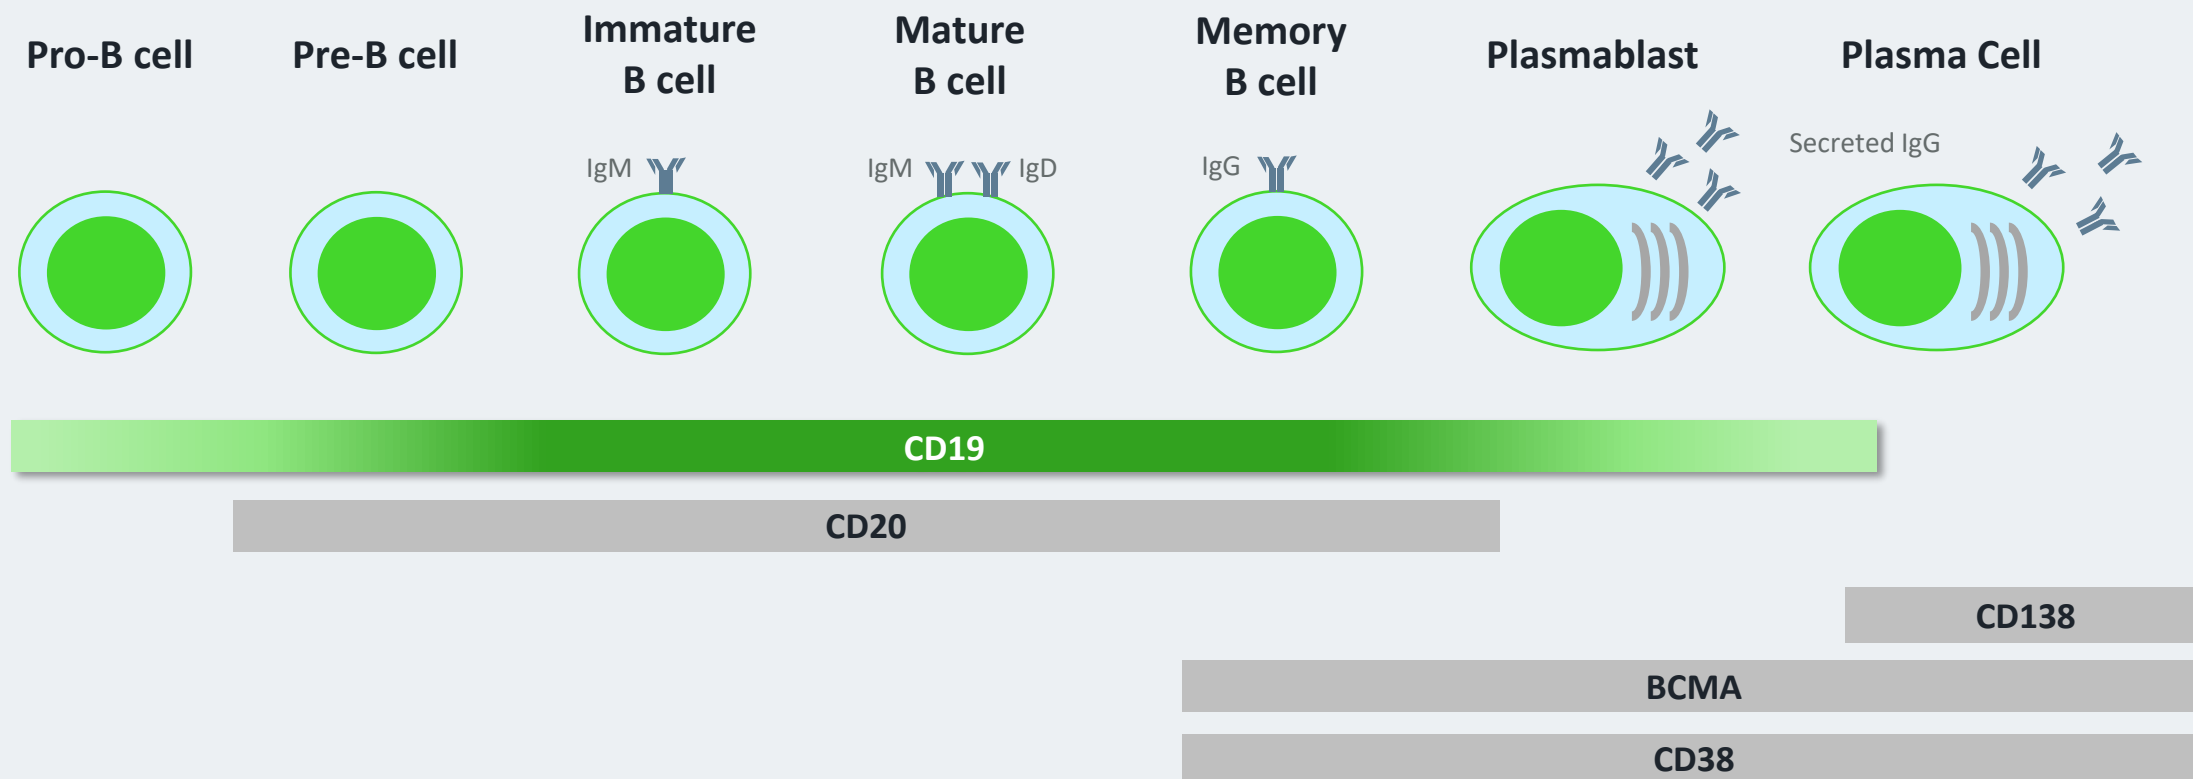 Pro-B cell
Pre-B cell
Immature
B cell
Mature
B cell
Memory
B cell
Plasmablast
Plasma Cell
IgM
IgM
IgD
IgG
Secreted IgG
CD19
CD20
CD138
BCMA
CD38